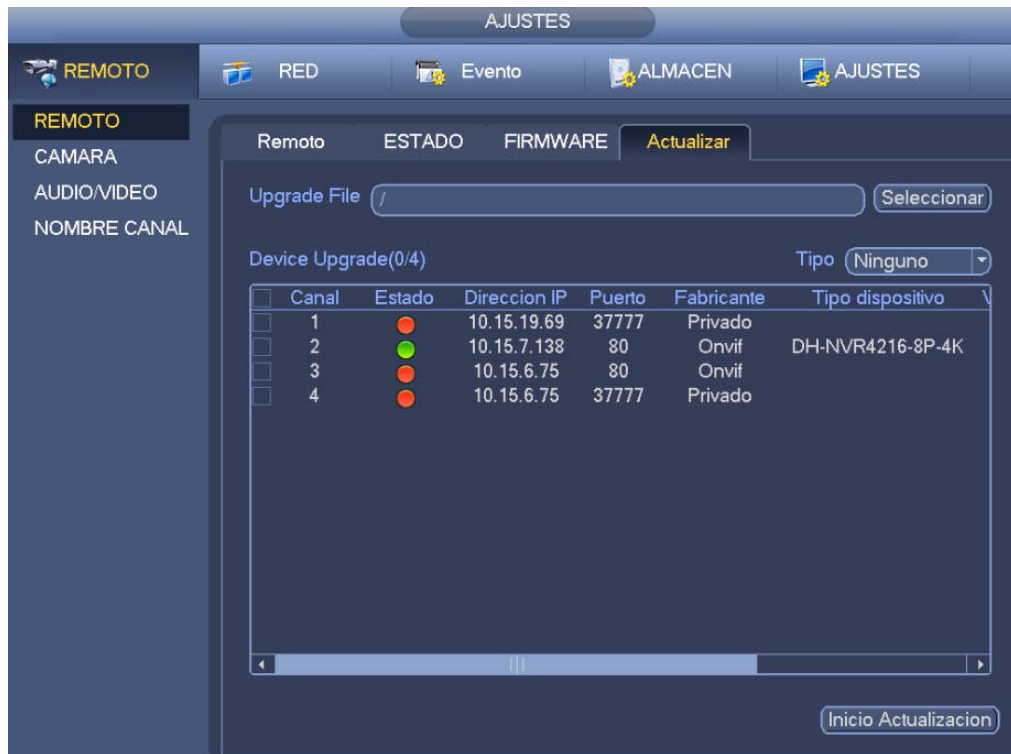 AJUSTES
REMOTO RED Evento ALMACEN AJUSTES
REMOTO
CAMARA
AUDIO/VIDEO
NOMBRE CANAL
Remoto ESTADO FIRMWARE Actualizar
Upgrade File / Seleccionar
Device Upgrade(0/4) Tipo Ninguno
Canal Estado Direccion IP Puerto Fabricante Tipo dispositivo
1 10.15.19.69 37777 Privado
2 10.15.7.138 80 Onvif DH-NVR4216-8P-4K
3 10.15.6.75 80 Onvif
4 10.15.6.75 37777 Privado
Inicio Actualizacion